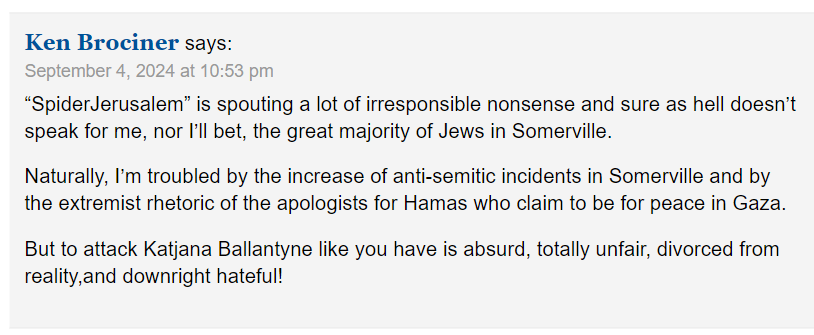 Ken Brociner says:
September 4, 2024 at 10:53 pm
“SpiderJerusalem” is spouting a lot of irresponsible nonsense and sure as hell doesn’t
speak for me, nor I’ll bet, the great majority of Jews in Somerville.
Naturally, I’m troubled by the increase of anti-semitic incidents in Somerville and by
the extremist rhetoric of the apologists for Hamas who claim to be for peace in Gaza.
But to attack Katjana Ballantyne like you have is absurd, totally unfair, divorced from
reality,and downright hateful!